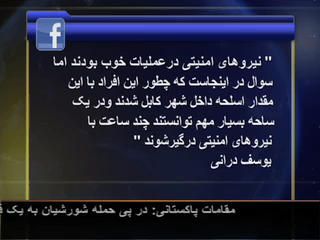 " نیروهای امنیتی درعملیات خوب بودند اما
سوال در اینجاست که چطور این افراد با این
مقدار اسلحه داخل شهر کابل شدند ودر یک
ساحه بسیار مهم توانستند چند ساعت با
نیروهای امنیتی درگیرشوند "
یوسف درانی
مقامات پاکستانی: در پی حمله شورشیان به یک